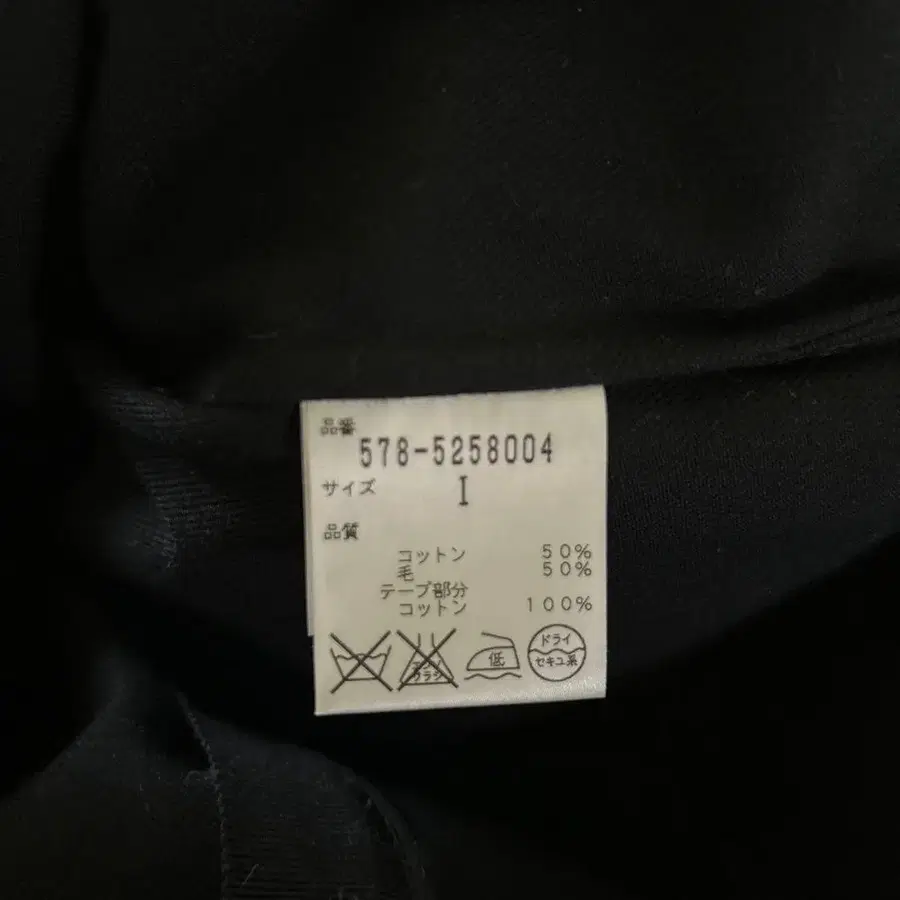 品番
578-5258004
サイズ I
品質
コットン 50%
毛 50%
テープ部分
コットン 100%
低
ドライ
セキユ系